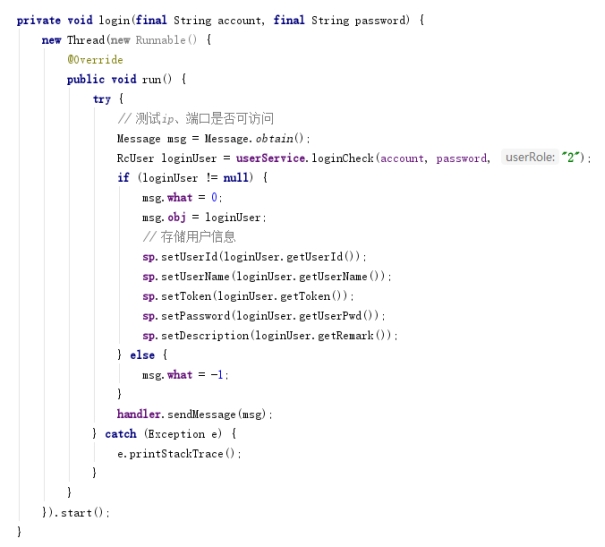 private void login(final String account, final String password) {
new Thread(new Runnable() {
@Override
public void run() {
try {
// 测试ip、端口是否可访问
Message msg = Message.obtain();
RcUser loginUser = userService.loginCheck(account, password, userRole: "2");
if (loginUser != null) {
msg.what = 0;
msg.obj = loginUser;
// 存储用户信息
sp.setUserId(loginUser.getUserId());
sp.setUserName(loginUser.getUserName());
sp.setToken(loginUser.getToken());
sp.setPassword(loginUser.getUserPwd());
sp.setDescription(loginUser.getRemark());
} else {
msg.what = -1;
}
handler.sendMessage(msg);
} catch (Exception e) {
e.printStackTrace();
}
}
}).start();
}